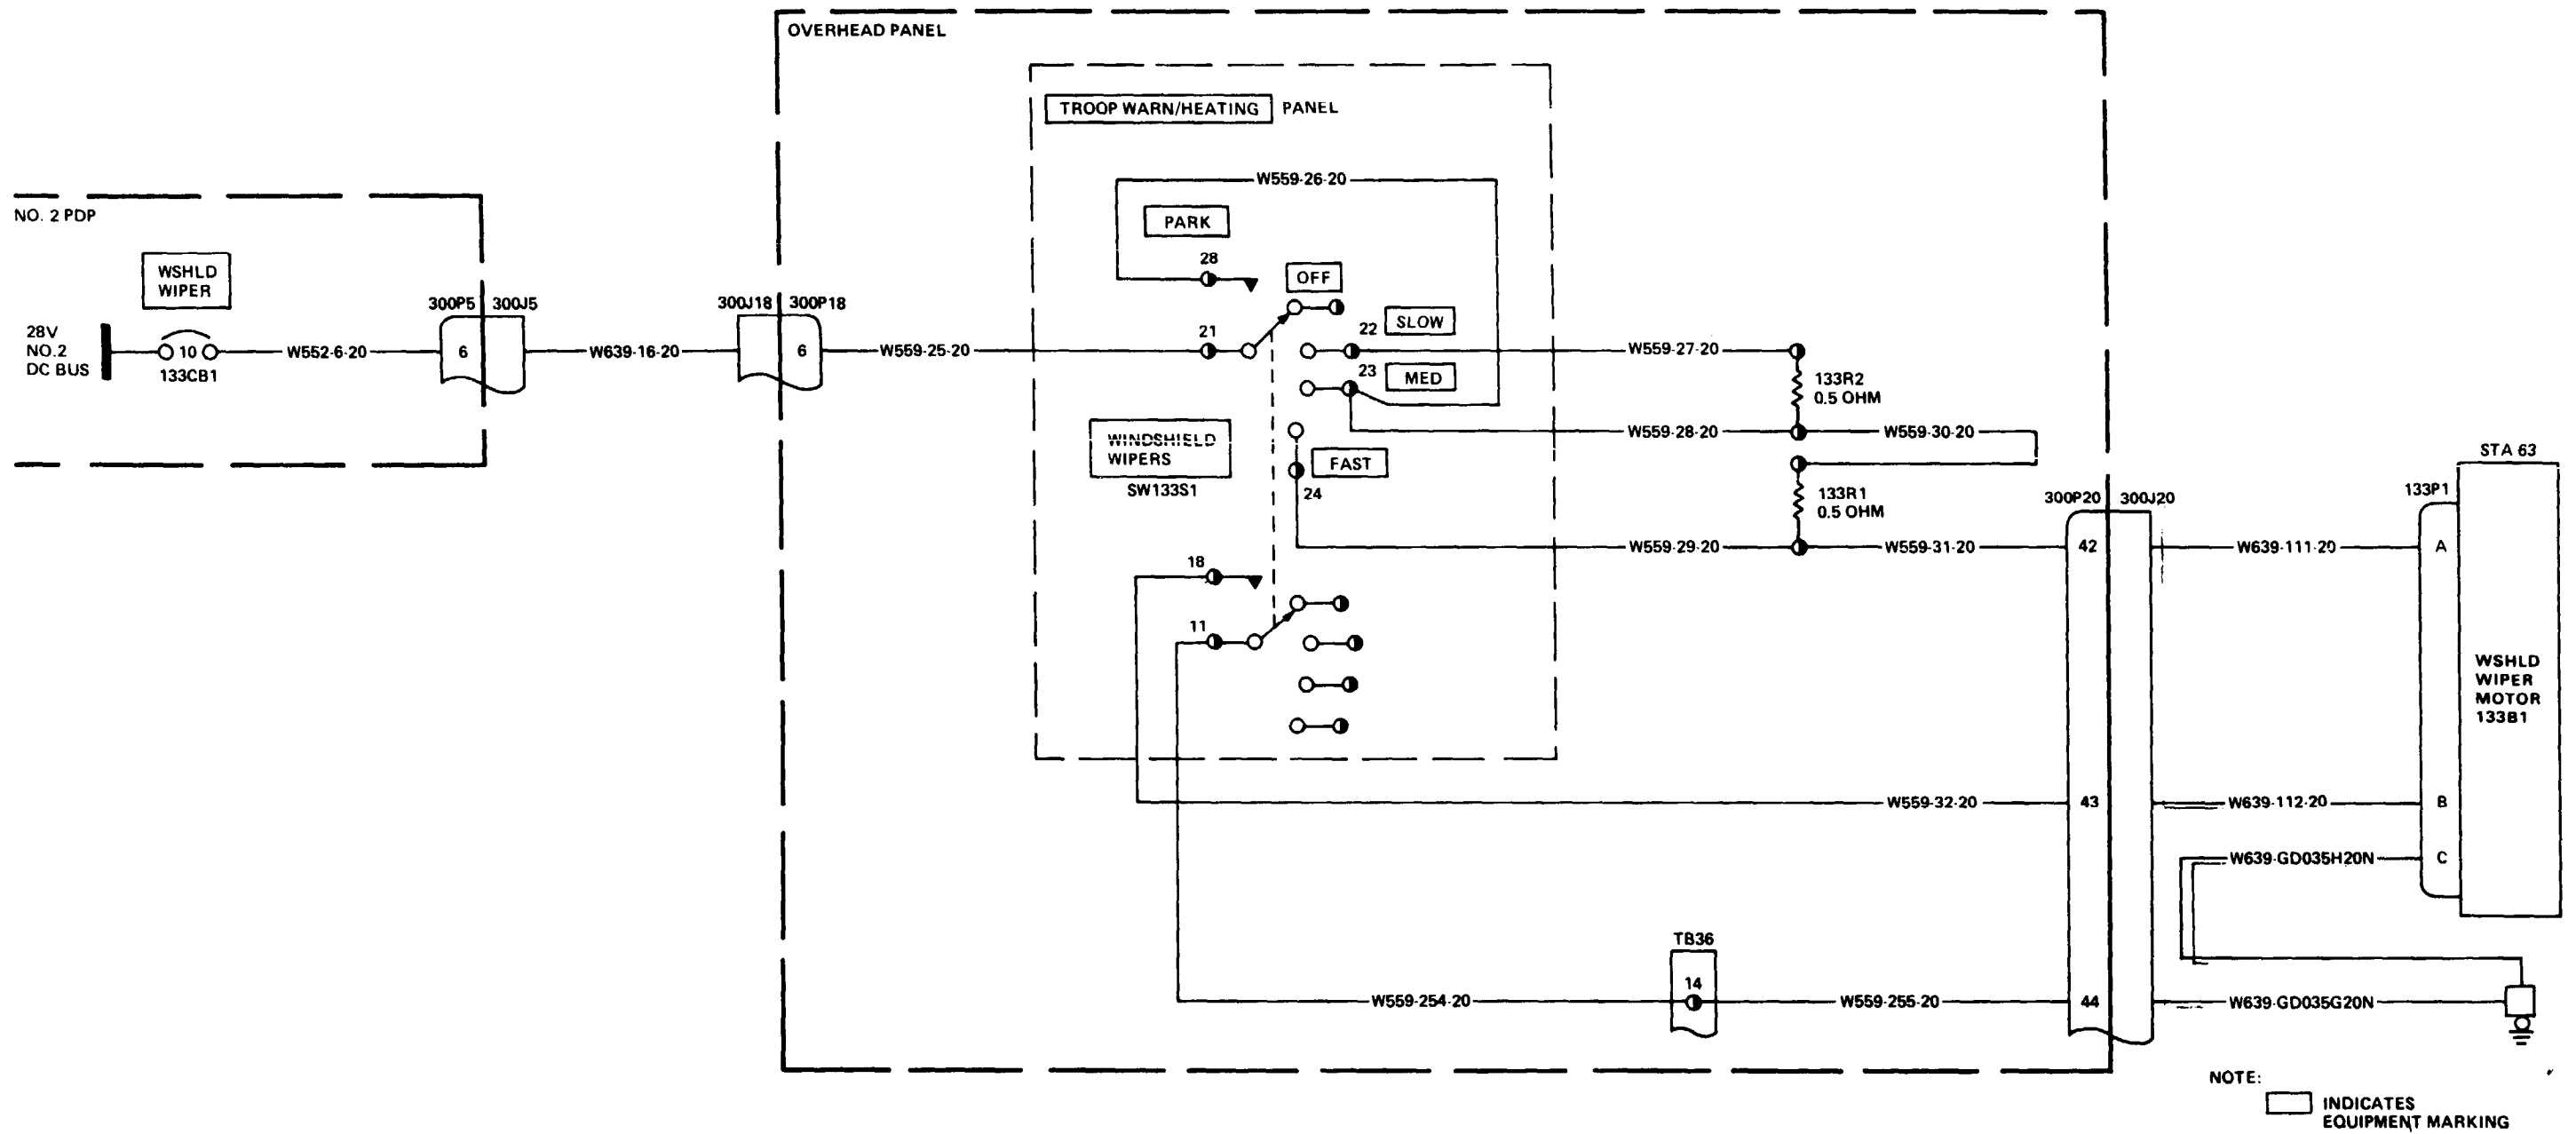 OVERHEAD PANEL
TROOP WARN/HEATING PANEL
W559-26-20
PARK
28
OFF
NO. 2 PDP
WSHLD
WIPER
28V
NO.2
DC BUS
10
133CB1
W552-6-20
300P5
300J5
6
W639-16-20
300J18
300P18
6
W559-25-20
21
22
SLOW
W559-27-20
23
MED
133R2
0.5 OHM
W559-28-20
W559-30-20
WINDSHIELD
WIPERS
SW133S1
FAST
24
133R1
0.5 OHM
W559-29-20
W559-31-20
300P20
300J20
42
W639-111-20
133P1
STA 63
A
18
11
WSHLD
WIPER
MOTOR
133B1
W559-32-20
43
W639-112-20
B
W639-GD035H20N
C
TB36
14
W559-254-20
W559-255-20
44
W639-GD035G20N
NOTE:
INDICATES
EQUIPMENT MARKING